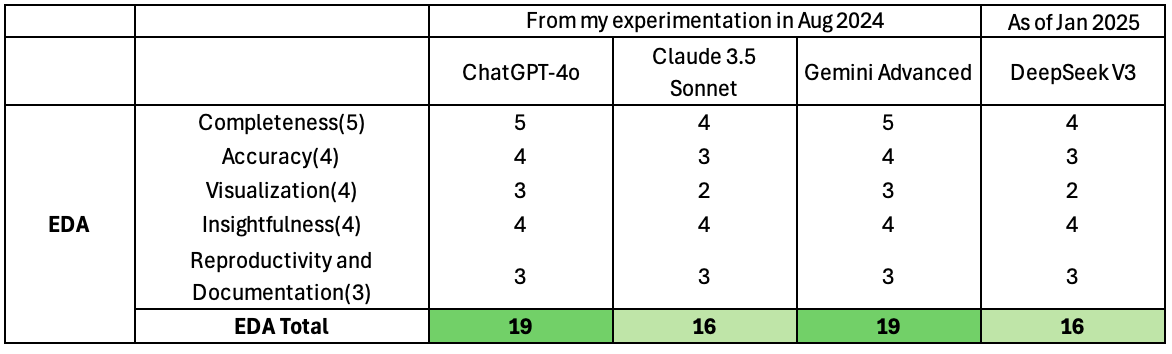 From my experimentation in Aug 2024 As of Jan 2025
ChatGPT-4o Claude 3.5 Sonnet Gemini Advanced DeepSeek V3
EDA
Completeness(5) 5 4 5 4
Accuracy(4) 4 3 4 3
Visualization(4) 3 2 3 2
Insightfulness(4) 4 4 4 4
Reproductivity and
Documentation(3) 3 3 3 3
EDA Total 19 16 19 16